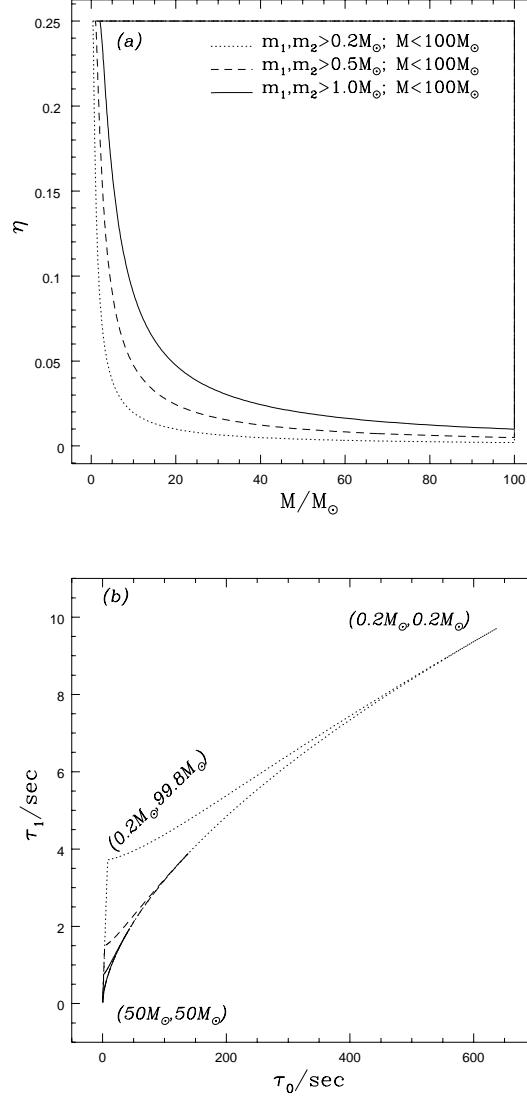 0.25
(a)
m₁,m₂>0.2M⊙; M<100M⊙
m₁,m₂>0.5M⊙; M<100M⊙
m₁,m₂>1.0M⊙; M<100M⊙
0.2
0.15
η
0.1
0.05
0
0 20 40 60 80 100
M/M⊙
(b)
10
(0.2M⊙,0.2M⊙)
8
6
(0.2M⊙,99.8M⊙)
τ₁/sec
4
2
0
(50M⊙,50M⊙)
0 200 400 600
τ₀/sec